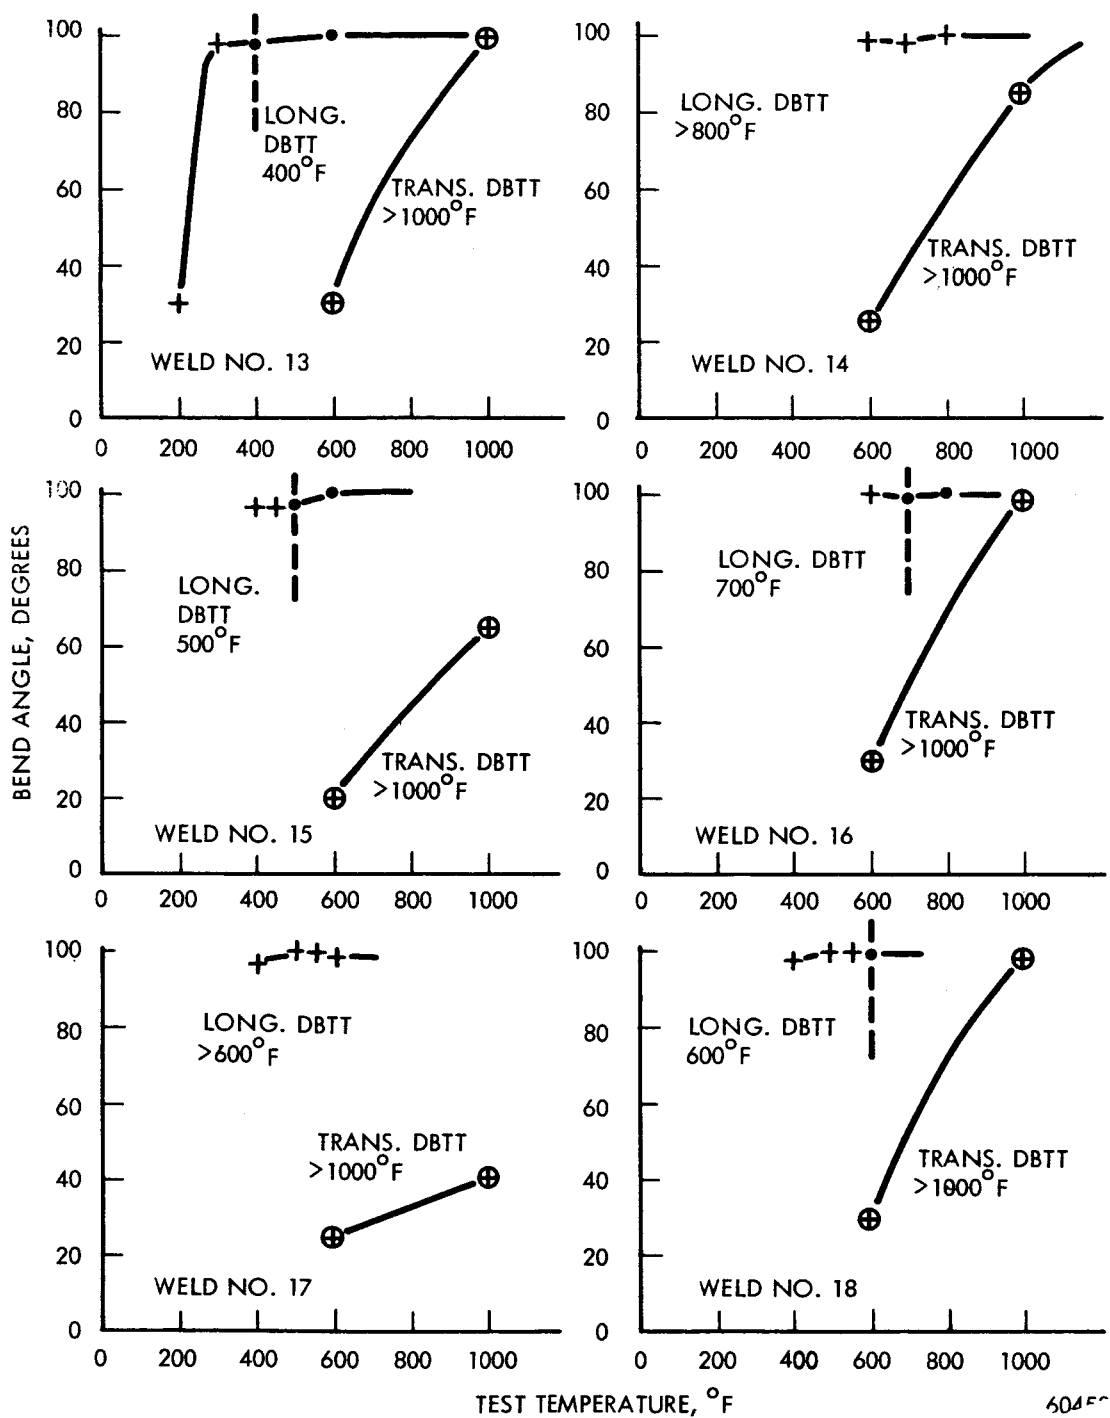 100
80
60
40
20
0
LONG.
DBTT
400°F
TRANS. DBTT
>1000°F
WELD NO. 13
0 200 400 600 800 1000
100
80
60
40
20
0
LONG. DBTT
>800°F
TRANS. DBTT
>1000°F
WELD NO. 14
0 200 400 600 800 1000
BEND ANGLE, DEGREES
100
80
60
40
20
0
LONG.
DBTT
500°F
TRANS. DBTT
>1000°F
WELD NO. 15
0 200 400 600 800 1000
100
80
60
40
20
0
LONG. DBTT
700°F
TRANS. DBTT
>1000°F
WELD NO. 16
0 200 400 600 800 1000
100
80
60
40
20
0
LONG. DBTT
>600°F
TRANS. DBTT
>1000°F
WELD NO. 17
0 200 400 600 800 1000
100
80
60
40
20
0
LONG. DBTT
600°F
TRANS. DBTT
>1000°F
WELD NO. 18
0 200 400 600 800 1000
TEST TEMPERATURE, °F